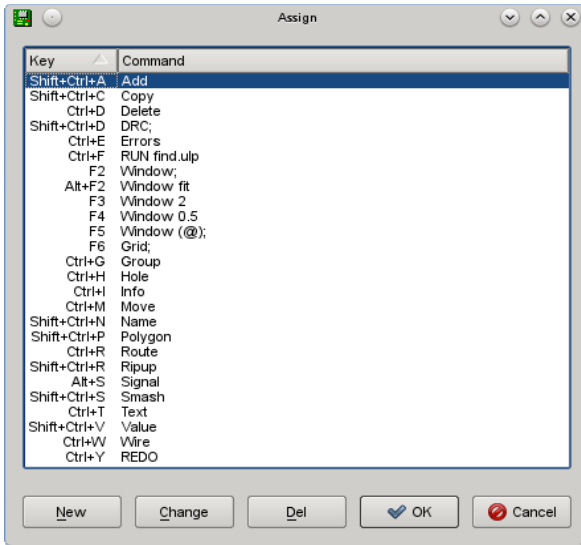 Assign
Key Command
Shift+Ctrl+A Add
Shift+Ctrl+C Copy
Ctrl+D Delete
Shift+Ctrl+D DRC;
Ctrl+E Errors
Ctrl+F RUN find.ulp
F2 Window;
Alt+F2 Window fit
F3 Window 2
F4 Window 0.5
F5 Window (@);
F6 Grid;
Ctrl+G Group
Ctrl+H Hole
Ctrl+I Info
Ctrl+M Move
Shift+Ctrl+N Name
Shift+Ctrl+P Polygon
Ctrl+R Route
Shift+Ctrl+R Ripup
Alt+S Signal
Shift+Ctrl+S Smash
Ctrl+T Text
Shift+Ctrl+V Value
Ctrl+W Wire
Ctrl+Y REDO
New Change Del OK Cancel